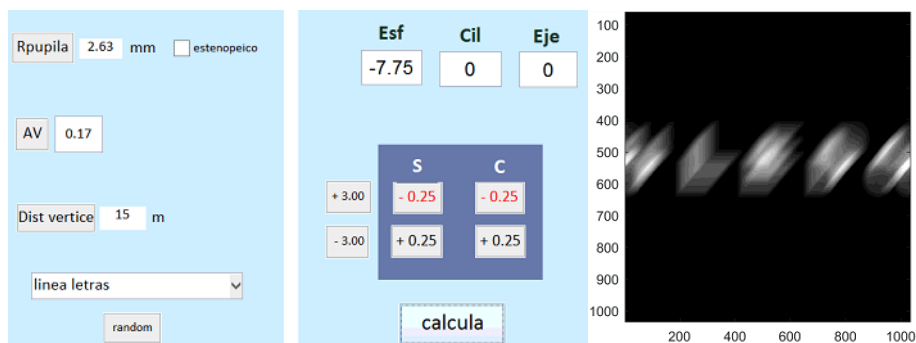 Rpupila 2.63 mm estenopeico
AV 0.17
Dist vertice 15 m
linea letras
random
Esf Cil Eje
-7.75 0 0
S C
+ 3.00 - 0.25 - 0.25
- 3.00 + 0.25 + 0.25
calcula
100
200
300
400
500
600
700
800
900
1000
200 400 600 800 1000